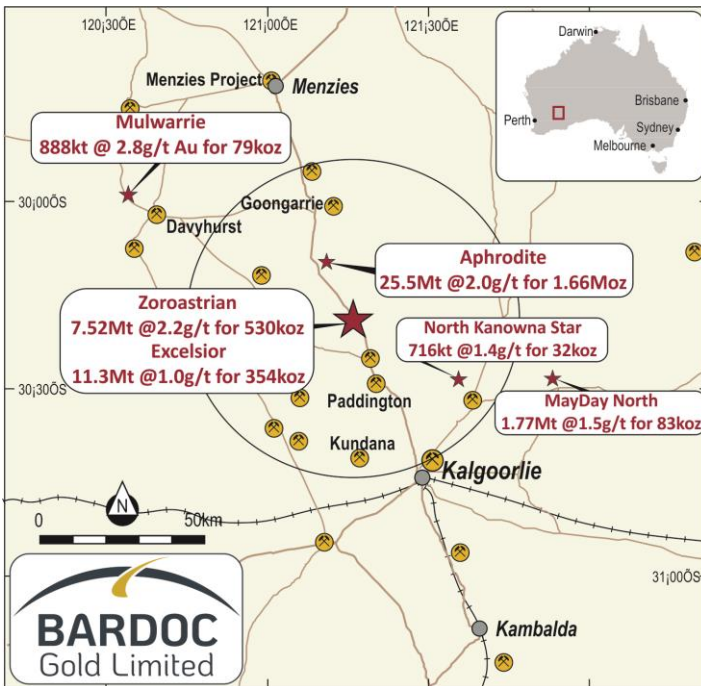 120¡30ÕE
121¡00ÕE
121¡30ÕE
Darwin
Perth
Brisbane
Sydney
Melbourne
Menzies Project
Menzies
Mulwarrie
888kt @ 2.8g/t Au for 79koz
30¡00ÕS
Goongarrie
Davyhurst
Aphrodite
25.5Mt @2.0g/t for 1.66Moz
Zoroastrian
7.52Mt @2.2g/t for 530koz
Excelsior
11.3Mt @1.0g/t for 354koz
North Kanowna Star
716kt @1.4g/t for 32koz
30¡30ÕS
Paddington
MayDay North
1.77Mt @1.5g/t for 83koz
Kundana
Kalgoorlie
N
0 50km
31¡00ÕS
BARDOC
Gold Limited
Kambalda